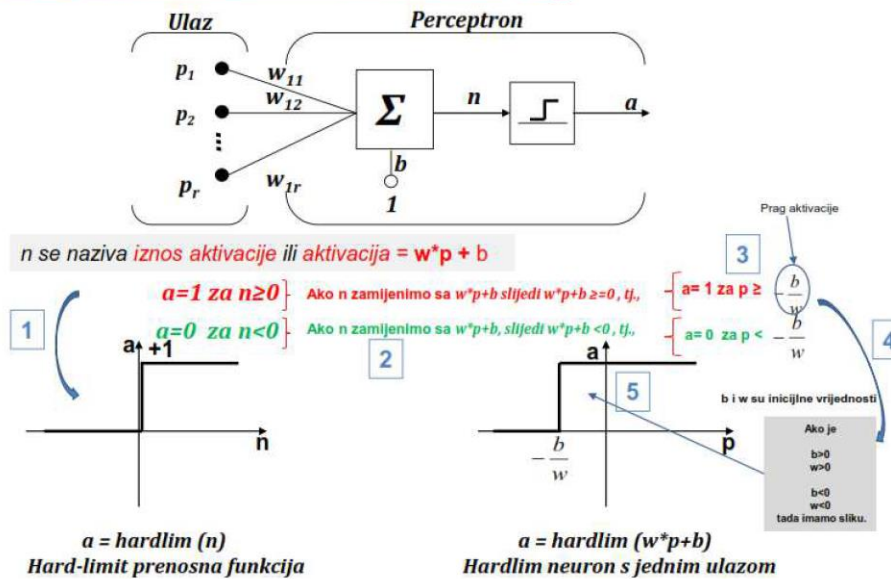 Ulaz
Perceptron
p1
w11
p2
w12
...
pr
w1r
Σ
n
a
b
1
Prag aktivacije
n se naziva iznos aktivacije ili aktivacija = w*p + b
3
a=1 za n≥0
Ako n zamijenimo sa w*p+b slijedi w*p+b ≥=0 , tj.,
a= 1 za p ≥ -b/w
1
a=0 za n<0
Ako n zamijenimo sa w*p+b, slijedi w*p+b <0 , tj.,
a= 0 za p < -b/w
4
a
+1
2
a
5
b i w su inicijlne vrijednosti
n
-b/w
p
Ako je
b>0
w>0
b<0
w<0
tada imamo sliku.
a = hardlim (n)
Hard-limit prenosna funkcija
a = hardlim (w*p+b)
Hardlim neuron s jednim ulazom